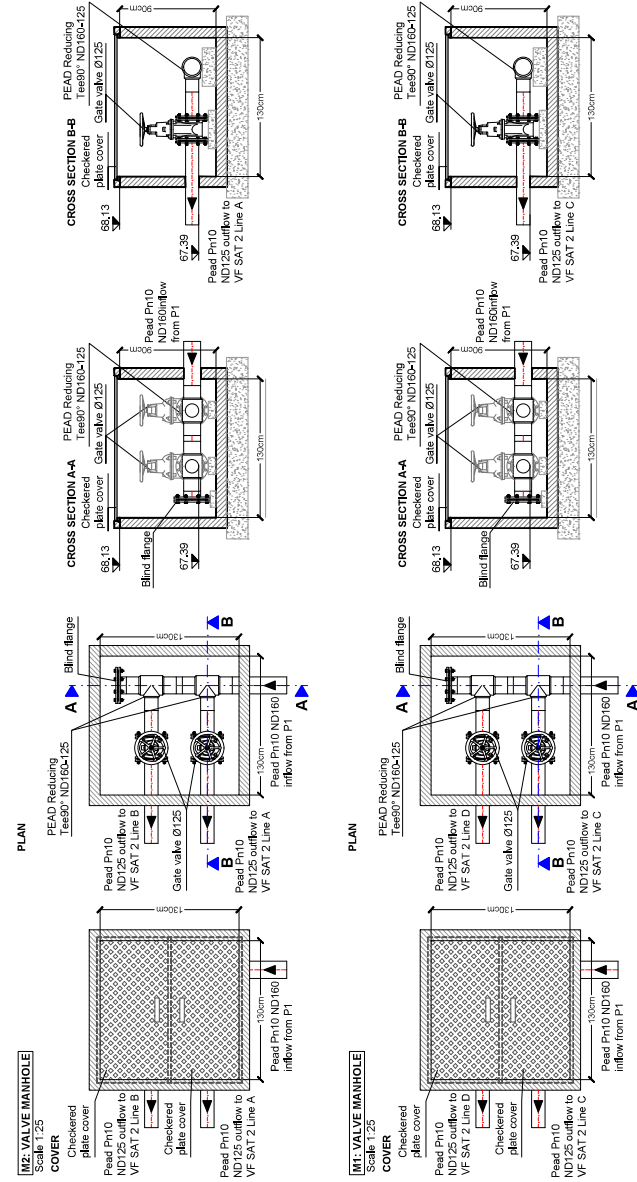 M2: VALVE MANHOLE
Scale 1:25
COVER
Checkered
plate cover
Pead Pn10
ND125 outflow to
VF SAT 2 Line B
Checkered
plate cover
Pead Pn10
ND125 outflow to
VF SAT 2 Line A
130cm
130cm
Pead Pn10 ND160
inflow from P1
PLAN
PEAD Reducing
Tee90° ND160-125
Blind flange
A
A
B
B
Pead Pn10
ND125 outflow to
VF SAT 2 Line B
Gate valve Ø125
Pead Pn10
ND125 outflow to
VF SAT 2 Line A
130cm
130cm
Pead Pn10 ND160
inflow from P1
CROSS SECTION A-A
Checkered
plate cover
PEAD Reducing
Tee90° ND160-125
Gate valve Ø125
68,13
67.39
Blind flange
90cm
130cm
Pead Pn10
ND160inflow
from P1
CROSS SECTION B-B
Checkered
plate cover
PEAD Reducing
Tee90° ND160-125
Gate valve Ø125
68,13
67.39
Pead Pn10
ND125 outflow to
VF SAT 2 Line A
90cm
130cm
M1: VALVE MANHOLE
Scale 1:25
COVER
Checkered
plate cover
Pead Pn10
ND125 outflow to
VF SAT 2 Line D
Checkered
plate cover
Pead Pn10
ND125 outflow to
VF SAT 2 Line C
130cm
130cm
Pead Pn10 ND160
inflow from P1
PLAN
PEAD Reducing
Tee90° ND160-125
Blind flange
A
A
B
B
Pead Pn10
ND125 outflow to
VF SAT 2 Line D
Gate valve Ø125
Pead Pn10
ND125 outflow to
VF SAT 2 Line C
130cm
130cm
Pead Pn10 ND160
inflow from P1
CROSS SECTION A-A
Checkered
plate cover
PEAD Reducing
Tee90° ND160-125
Gate valve Ø125
68,13
67.39
Blind flange
90cm
130cm
Pead Pn10
ND160inflow
from P1
CROSS SECTION B-B
Checkered
plate cover
PEAD Reducing
Tee90° ND160-125
Gate valve Ø125
68,13
67.39
Pead Pn10
ND125 outflow to
VF SAT 2 Line C
90cm
130cm